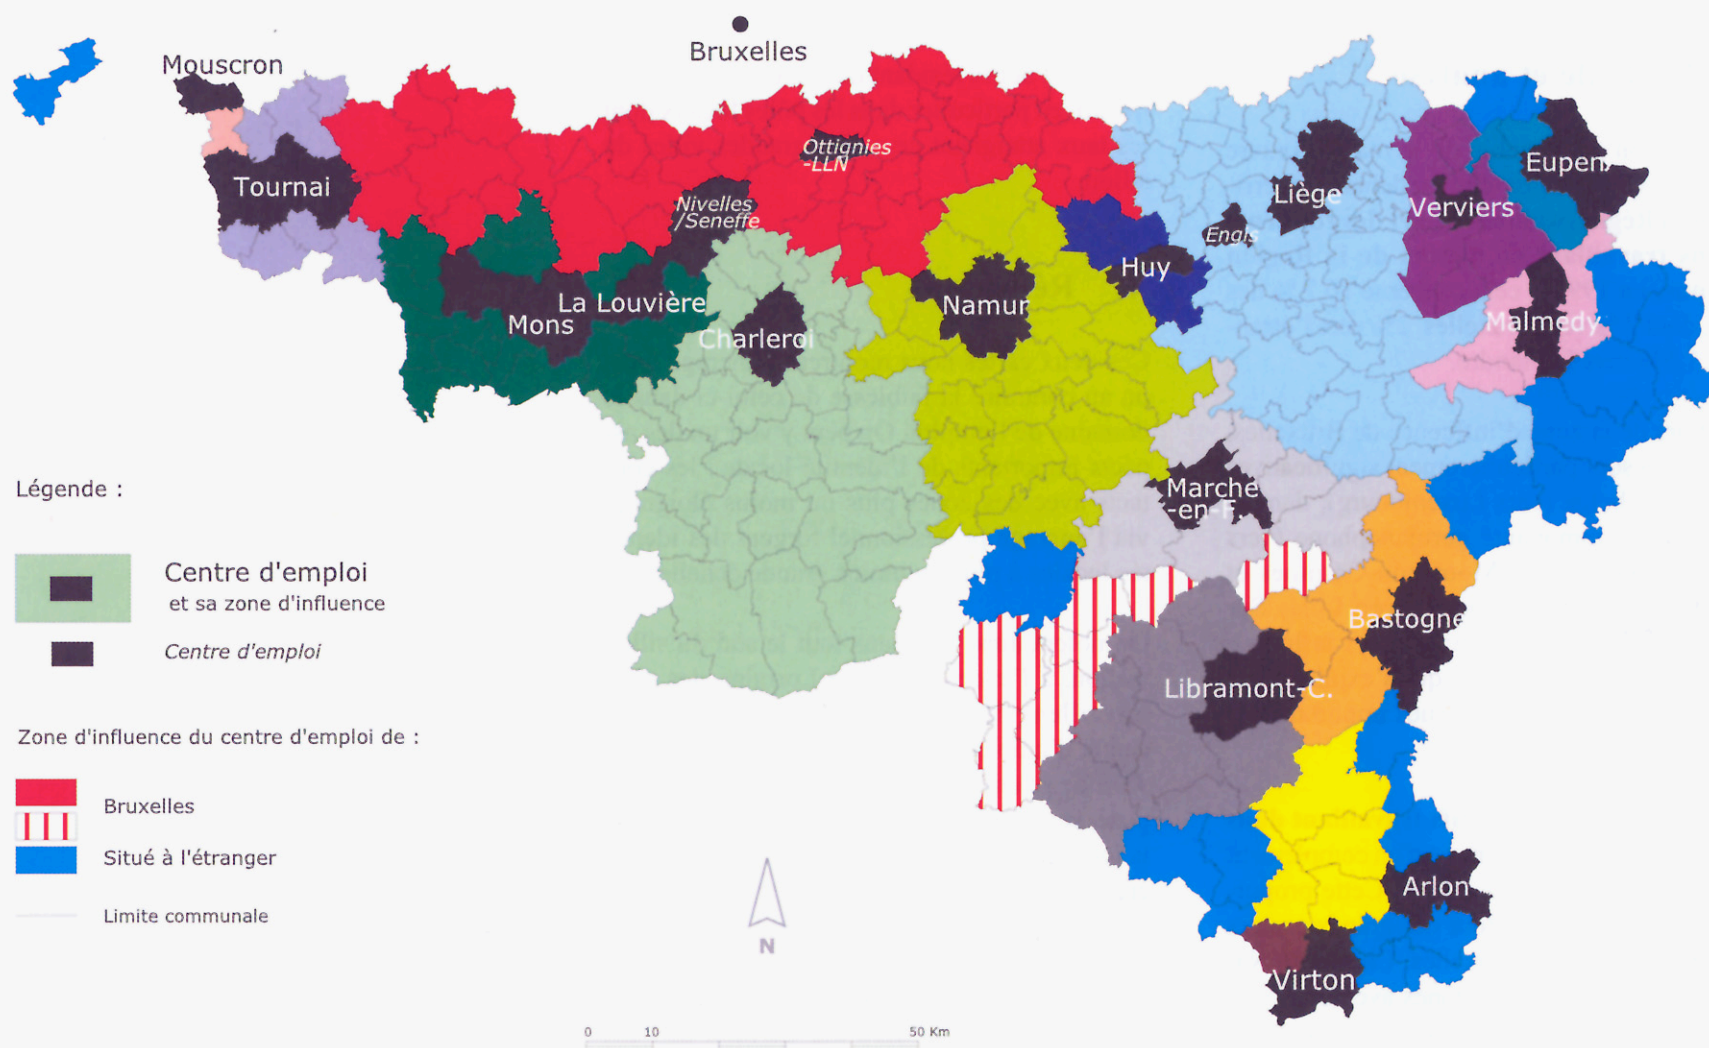 Bruxelles
Mouscron
Tournai
Ottignies
-LLN
Nivelles
/Seneffe
Mons
La Louvière
Charleroi
Namur
Huy
Engis
Liège
Verviers
Eupen
Malmedy
Marche
-en-F.
Bastogne
Libramont-C.
Arlon
Virton
Légende :
Centre d'emploi
et sa zone d'influence
Centre d'emploi
Zone d'influence du centre d'emploi de :
Bruxelles
Situé à l'étranger
Limite communale
N
0 10 50 Km